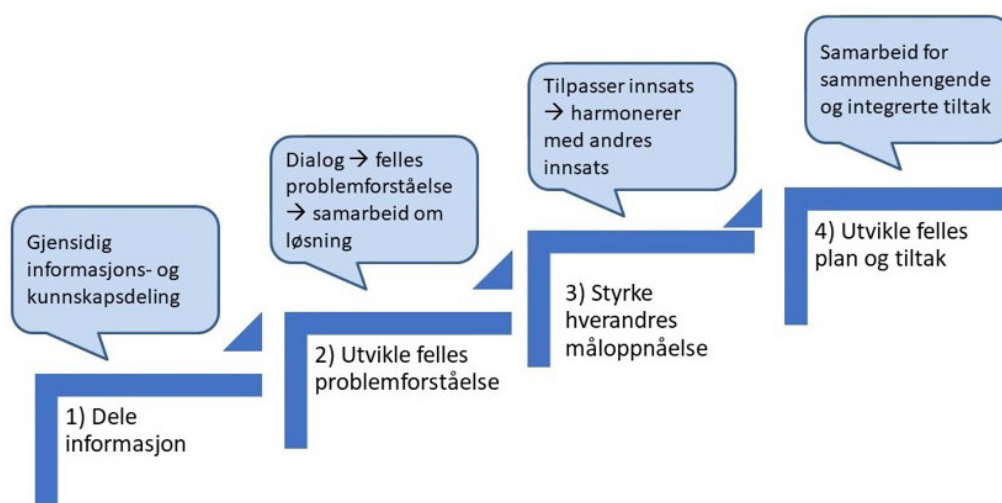 Gjensidig
informasjons- og
kunnskapsdeling
1) Dele
informasjon
Dialog → felles
problemforståelse
→ samarbeid om
løsning
2) Utvikle felles
problemforståelse
Tilpasser innsats
→ harmonerer
med andres
innsats
3) Styrke
hverandres
måloppnåelse
Samarbeid for
sammenhengende
og integrerte tiltak
4) Utvikle felles
plan og tiltak